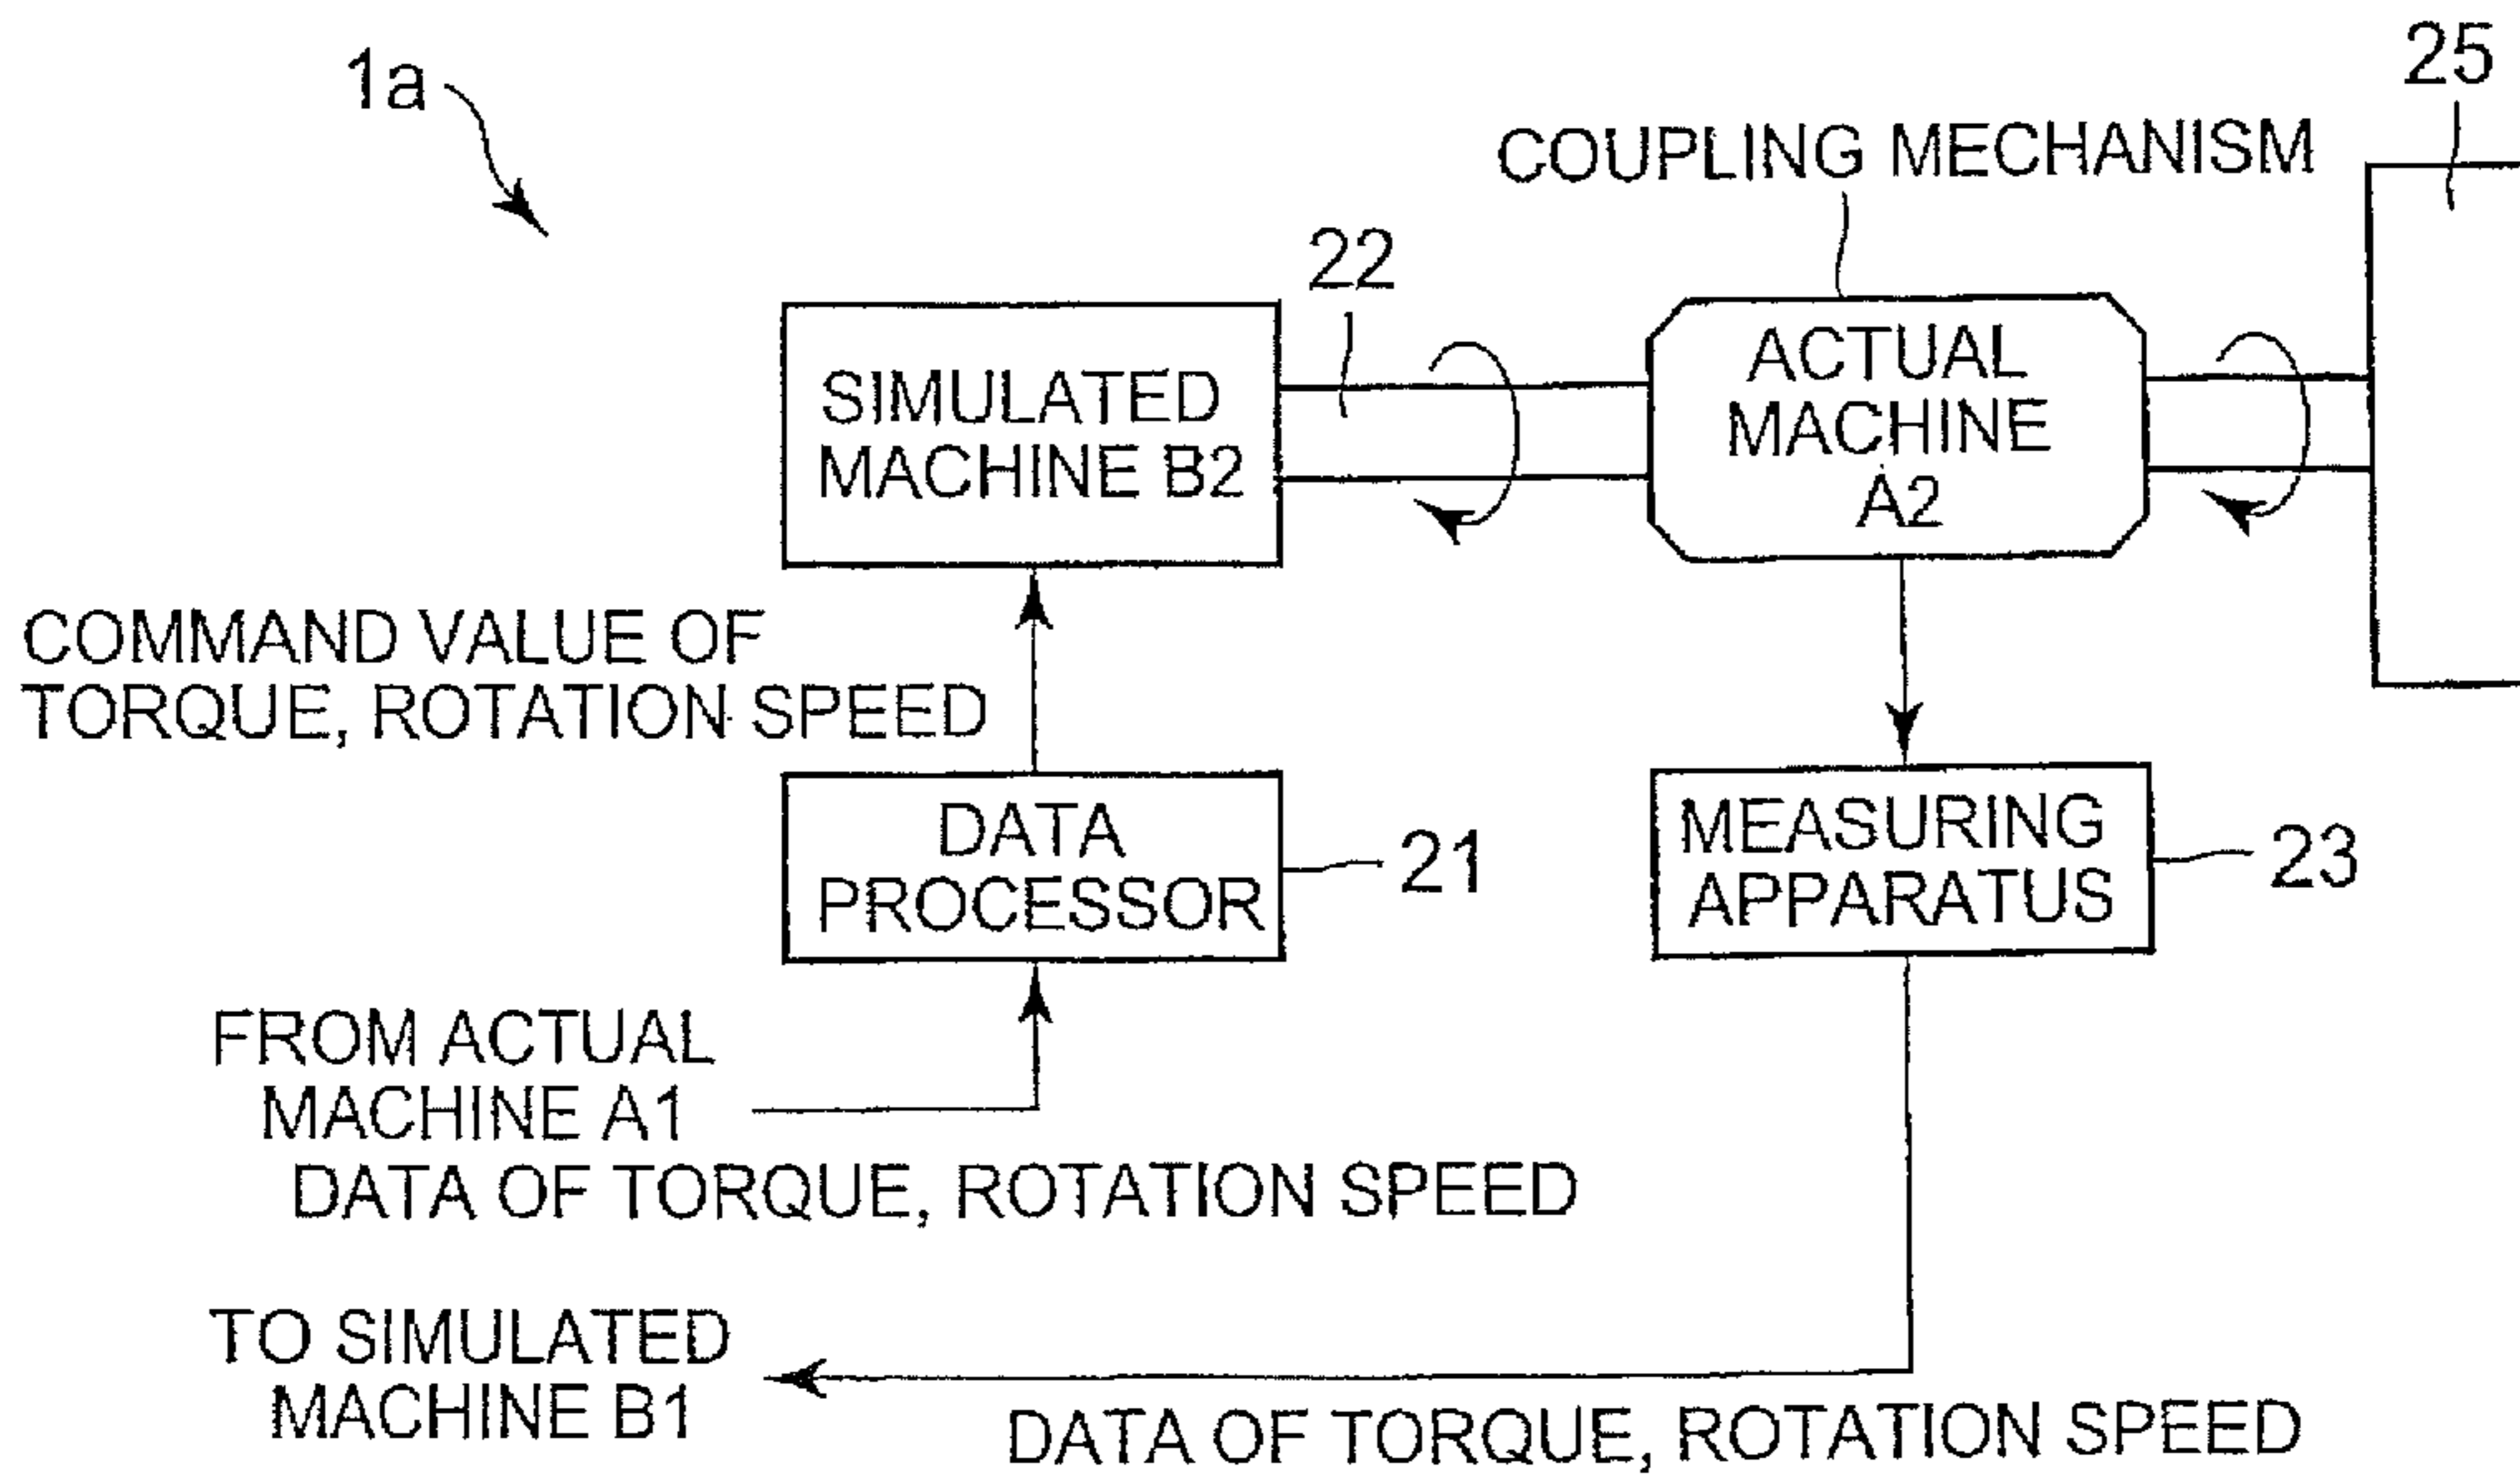 1a
25
COUPLING MECHANISM
22
SIMULATED
MACHINE B2
ACTUAL
MACHINE
A2
COMMAND VALUE OF
TORQUE, ROTATION SPEED
DATA
PROCESSOR
21
MEASURING
APPARATUS
23
FROM ACTUAL
MACHINE A1
DATA OF TORQUE, ROTATION SPEED
TO SIMULATED
MACHINE B1
DATA OF TORQUE, ROTATION SPEED